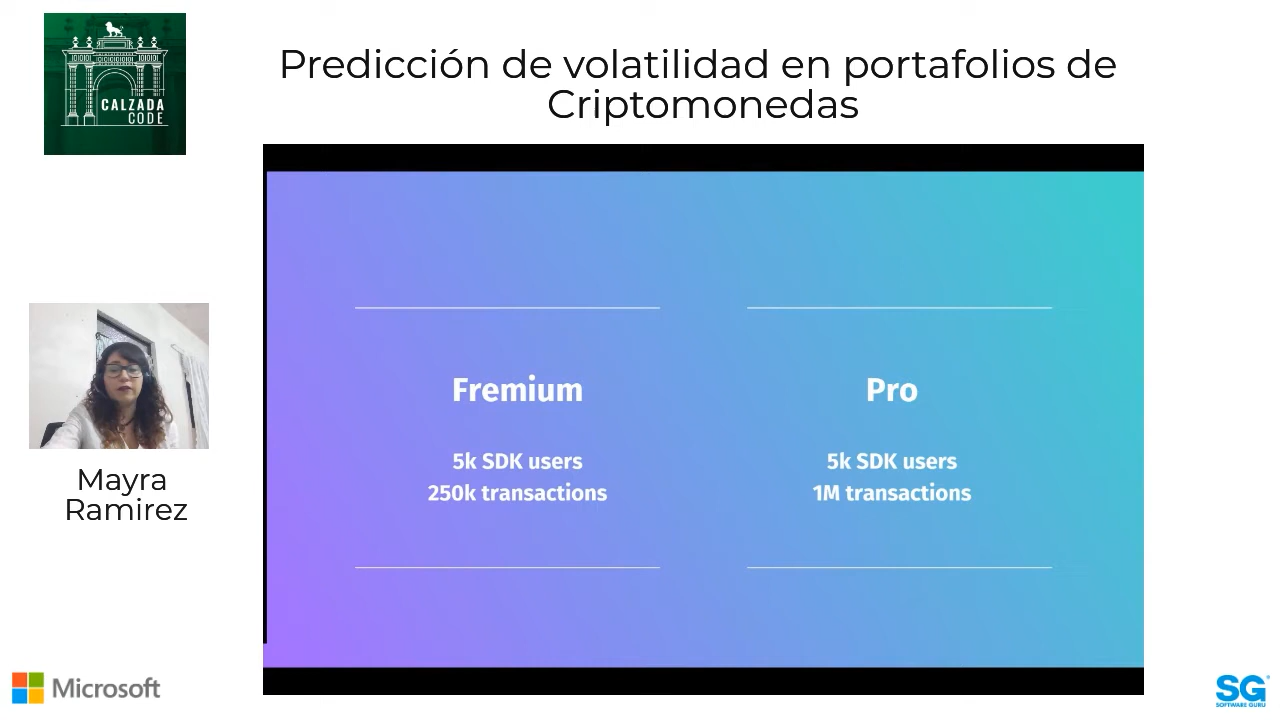 CALZADA
CODE
Predicción de volatilidad en portafolios de
Criptomonedas
Fremium
5k SDK users
250k transactions
Pro
5k SDK users
1M transactions
Mayra
Ramirez
Microsoft
SG
SOFTWARE GURU